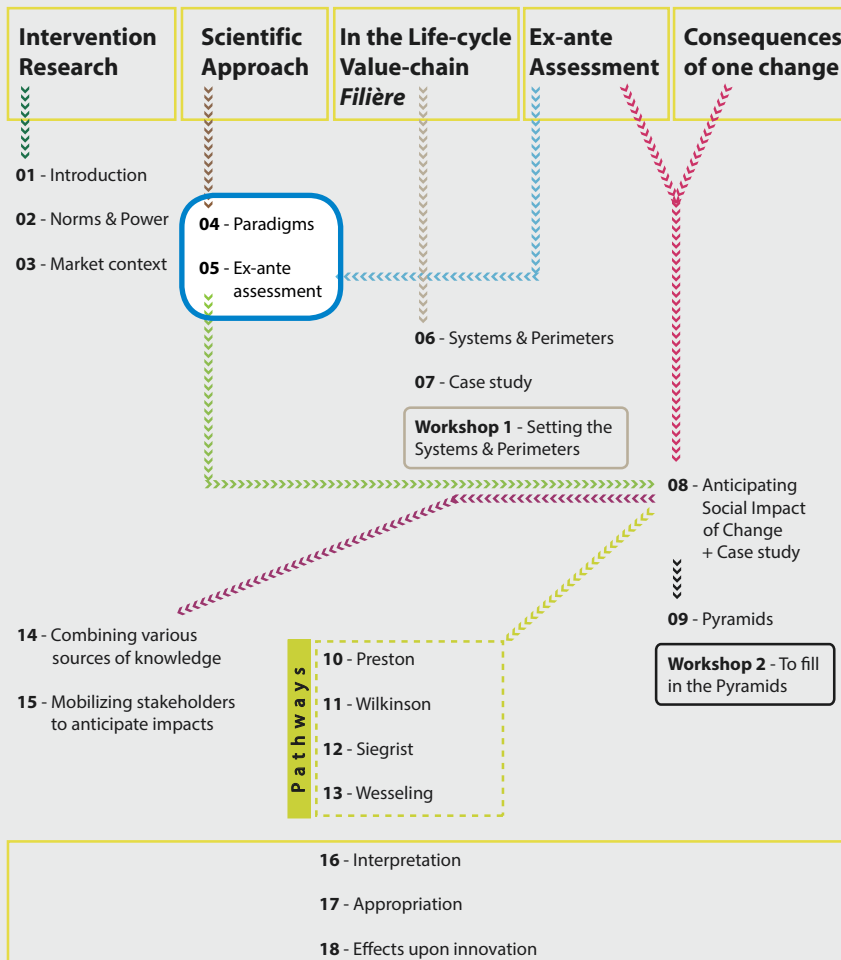 Intervention
Research
Scientific
Approach
In the Life-cycle
Value-chain
Filière
Ex-ante
Assessment
Consequences
of one change
01 - Introduction
02 - Norms & Power
03 - Market context
04 - Paradigms
05 - Ex-ante
assessment
06 - Systems & Perimeters
07 - Case study
Workshop 1 - Setting the
Systems & Perimeters
08 - Anticipating
Social Impact
of Change
+ Case study
09 - Pyramids
Workshop 2 - To fill
in the Pyramids
14 - Combining various
sources of knowledge
15 - Mobilizing stakeholders
to anticipate impacts
Pathways
10 - Preston
11 - Wilkinson
12 - Siegrist
13 - Wesseling
16 - Interpretation
17 - Appropriation
18 - Effects upon innovation